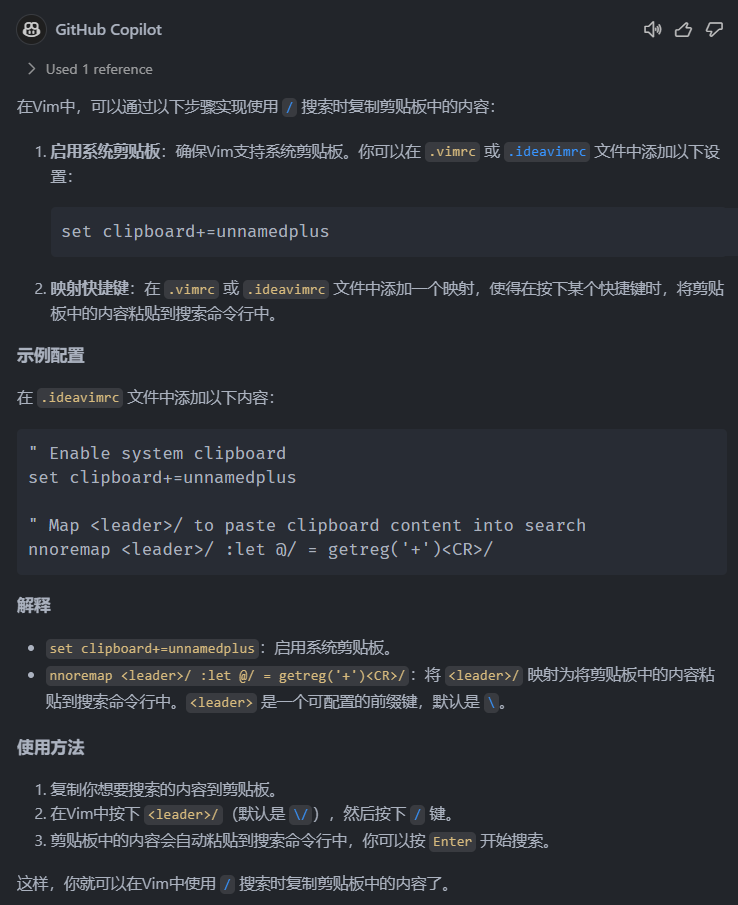 GitHub Copilot
Used 1 reference
在Vim中，可以通过以下步骤实现使用 / 搜索时复制剪贴板中的内容：
1. 启用系统剪贴板：确保Vim支持系统剪贴板。你可以在 .vimrc 或 .ideavimrc 文件中添加以下设
置：
set clipboard+=unnamedplus
2. 映射快捷键：在 .vimrc 或 .ideavimrc 文件中添加一个映射，使得在按下某个快捷键时，将剪贴
板中的内容粘贴到搜索命令行中。
示例配置
在 .ideavimrc 文件中添加以下内容：
" Enable system clipboard
set clipboard+=unnamedplus
" Map <leader>/ to paste clipboard content into search
nnoremap <leader>/ :let @/ = getreg('+')<CR>/
解释
• set clipboard+=unnamedplus：启用系统剪贴板。
• nnoremap <leader>/ :let @/ = getreg('+')<CR>/：将 <leader>/ 映射为将剪贴板中的内容粘
贴到搜索命令行中。<leader> 是一个可配置的前缀键，默认是 \。
使用方法
1. 复制你想要搜索的内容到剪贴板。
2. 在Vim中按下 <leader>/（默认是 \/），然后按下 / 键。
3. 剪贴板中的内容会自动粘贴到搜索命令行中，你可以按 Enter 开始搜索。
这样，你就可以在Vim中使用 / 搜索时复制剪贴板中的内容了。